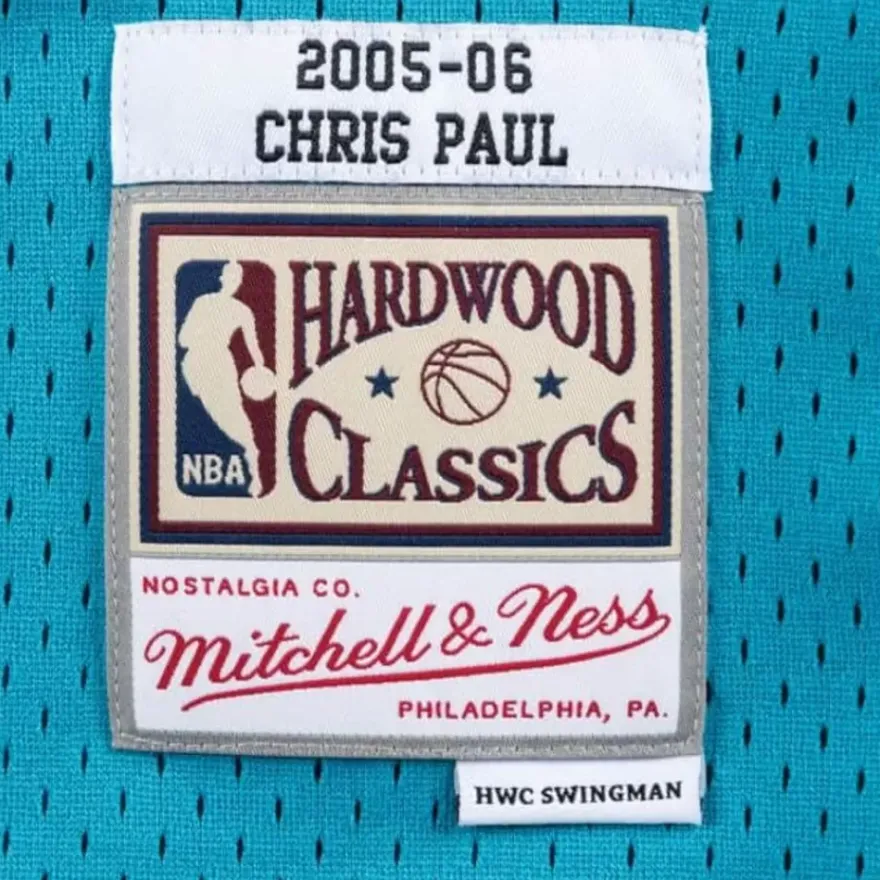 2005-06
CHRIS PAUL
HARDWOOD
CLASSICS
NBA
NOSTALGIA CO.
Mitchell & Ness
PHILADELPHIA, PA.
HWC SWINGMAN